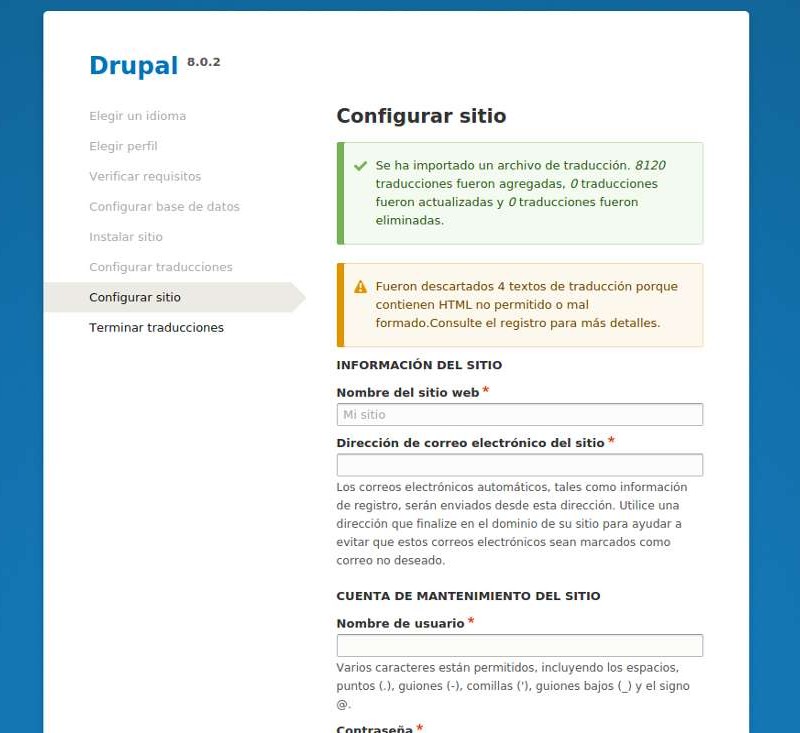 Drupal 8.0.2
Elegir un idioma
Elegir perfil
Verificar requisitos
Configurar base de datos
Instalar sitio
Configurar traducciones
Configurar sitio
Terminar traducciones
Configurar sitio
Se ha importado un archivo de traducción. 8120
traducciones fueron agregadas, 0 traducciones
fueron actualizadas y 0 traducciones fueron
eliminadas.
Fueron descartados 4 textos de traducción porque
contienen HTML no permitido o mal
formado.Consulte el registro para más detalles.
INFORMACIÓN DEL SITIO
Nombre del sitio web *
Mi sitio
Dirección de correo electrónico del sitio *
Los correos electrónicos automáticos, tales como información
de registro, serán enviados desde esta dirección. Utilice una
dirección que finalize en el dominio de su sitio para ayudar a
evitar que estos correos electrónicos sean marcados como
correo no deseado.
CUENTA DE MANTENIMIENTO DEL SITIO
Nombre de usuario *
Varios caracteres están permitidos, incluyendo los espacios,
puntos (.), guiones (-), comillas ('), guiones bajos (_) y el signo
@.
Contraseña *